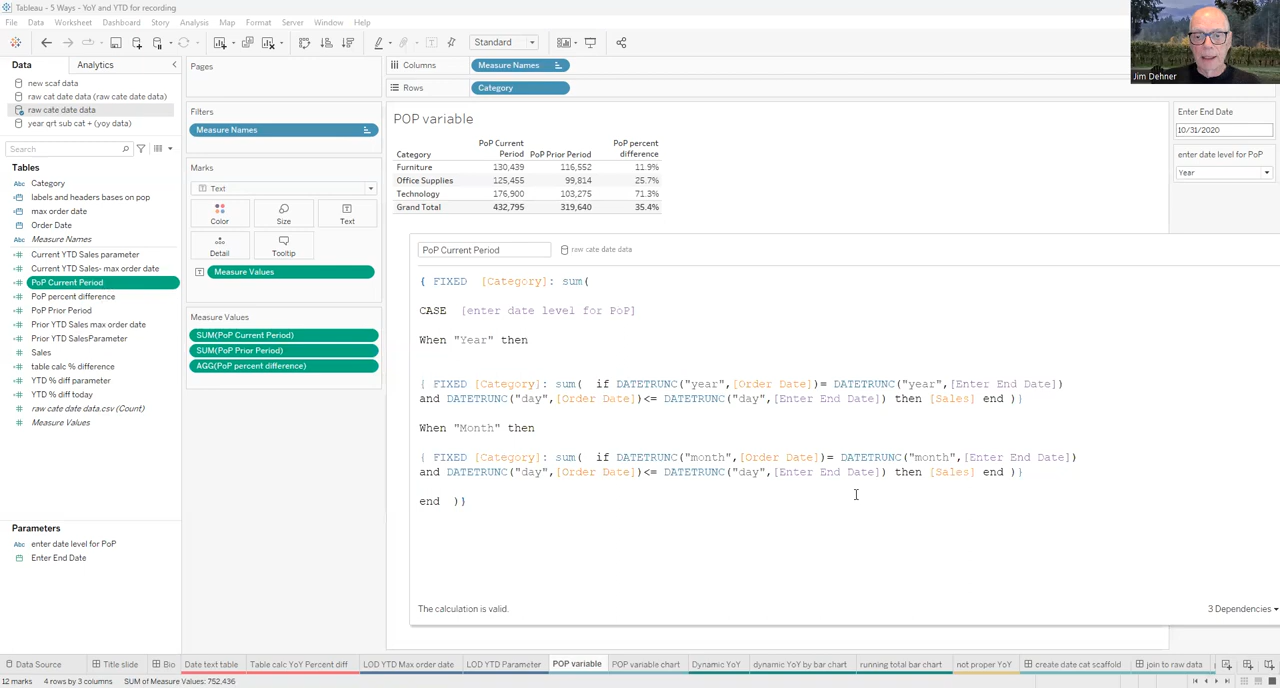 Tableau - 5 Ways - YoY and YTD for recording
File Data Worksheet Dashboard Story Analysis Map Format Server Window Help
Standard
Jim Dehner
Data Analytics
new scaf data
raw cat date data (raw cate date data)
raw cate date data
year qrt sub cat + (yoy data)
Search
Tables
Abc Category
labels and headers bases on pop
max order date
Order Date
Abc Measure Names
Current YTD Sales parameter
Current YTD Sales- max order date
PoP Current Period
PoP percent difference
PoP Prior Period
Prior YTD Sales max order date
Prior YTD SalesParameter
Sales
table calc % difference
YTD % diff parameter
YTD % diff today
raw cate date data.csv (Count)
Measure Values
Parameters
Abc enter date level for PoP
Enter End Date
Pages
Filters
Measure Names
Marks
Text
Color Size Text
Detail Tooltip
Measure Values
Measure Values
SUM(PoP Current Period)
SUM(PoP Prior Period)
AGG(PoP percent difference)
Columns Measure Names
Rows Category
POP variable
Category PoP Current Period PoP Prior Period PoP percent difference
Furniture 130,439 116,552 11.9%
Office Supplies 125,455 99,814 25.7%
Technology 176,900 103,275 71.3%
Grand Total 432,795 319,640 35.4%
Enter End Date
10/31/2020
enter date level for PoP
Year
PoP Current Period raw cate date data
{ FIXED [Category]: sum(
CASE [enter date level for PoP]
When "Year" then
{ FIXED [Category]: sum( if DATETRUNC("year",[Order Date])= DATETRUNC("year",[Enter End Date])
and DATETRUNC("day",[Order Date])<= DATETRUNC("day",[Enter End Date]) then [Sales] end )}
When "Month" then
{ FIXED [Category]: sum( if DATETRUNC("month",[Order Date])= DATETRUNC("month",[Enter End Date])
and DATETRUNC("day",[Order Date])<= DATETRUNC("day",[Enter End Date]) then [Sales] end )}
end )}
The calculation is valid.
3 Dependencies
Data Source Title slide Bio Date text table Table calc YoY Percent diff LOD YTD Max order date LOD YTD Parameter POP variable POP variable chart Dynamic YoY dynamic YOY by bar chart running total bar chart not proper YOY create date cat scaffold join to raw data
12 marks 4 rows by 3 columns SUM of Measure Values: 752,436